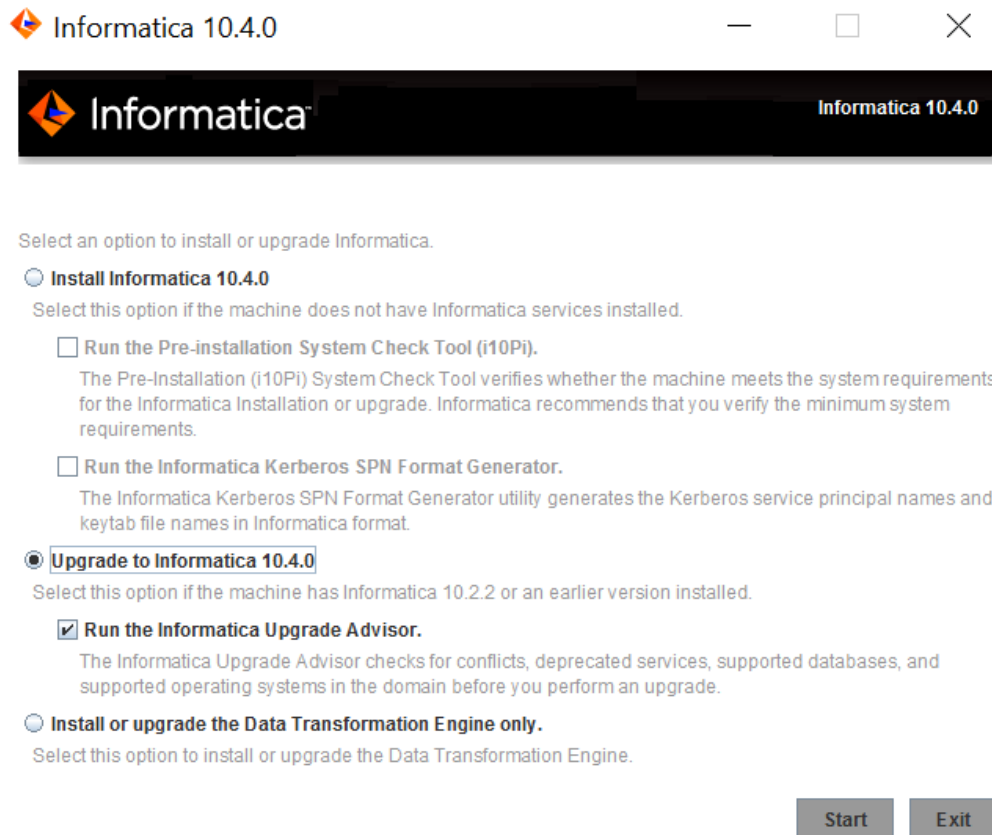 Informatica 10.4.0
Informatica
Informatica 10.4.0
Select an option to install or upgrade Informatica.
Install Informatica 10.4.0
Select this option if the machine does not have Informatica services installed.
Run the Pre-installation System Check Tool (i10Pi).
The Pre-Installation (i10Pi) System Check Tool verifies whether the machine meets the system requirements
for the Informatica Installation or upgrade. Informatica recommends that you verify the minimum system
requirements.
Run the Informatica Kerberos SPN Format Generator.
The Informatica Kerberos SPN Format Generator utility generates the Kerberos service principal names and
keytab file names in Informatica format.
Upgrade to Informatica 10.4.0
Select this option if the machine has Informatica 10.2.2 or an earlier version installed.
Run the Informatica Upgrade Advisor.
The Informatica Upgrade Advisor checks for conflicts, deprecated services, supported databases, and
supported operating systems in the domain before you perform an upgrade.
Install or upgrade the Data Transformation Engine only.
Select this option to install or upgrade the Data Transformation Engine.
Start Exit